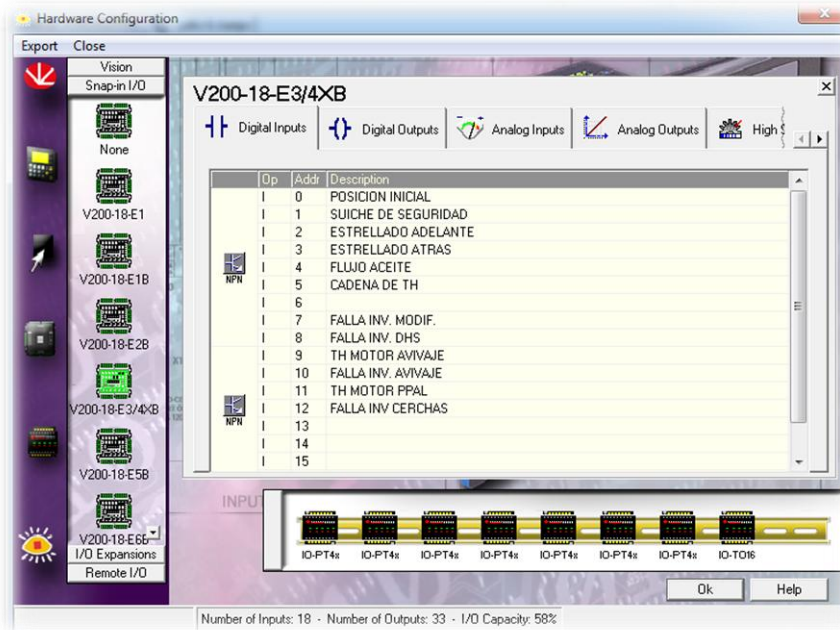 Hardware Configuration
Export Close
Vision
Snap-in I/O
None
V200-18-E1
V200-18-E1B
V200-18-E2B
V200-18-E3/4XB
V200-18-E5B
V200-18-E6B
I/O Expansions
Remote I/O
V200-18-E3/4XB
Digital Inputs Digital Outputs Analog Inputs Analog Outputs High
Op Addr Description
I 0 POSICION INICIAL
I 1 SUICHE DE SEGURIDAD
I 2 ESTRELLADO ADELANTE
I 3 ESTRELLADO ATRAS
I 4 FLUJO ACEITE
I 5 CADENA DE TH
I 6
I 7 FALLA INV. MODIF.
I 8 FALLA INV. DHS
NPN
I 9 TH MOTOR AVIVAJE
I 10 FALLA INV. AVIVAJE
I 11 TH MOTOR PPAL
I 12 FALLA INV CERCHAS
I 13
I 14
I 15
NPN
INPUT
IO-PT4x IO-PT4x IO-PT4x IO-PT4x IO-PT4x IO-PT4x IO-PT4x IO-TO16
Ok Help
Number of Inputs: 18 - Number of Outputs: 33 - I/O Capacity: 58%